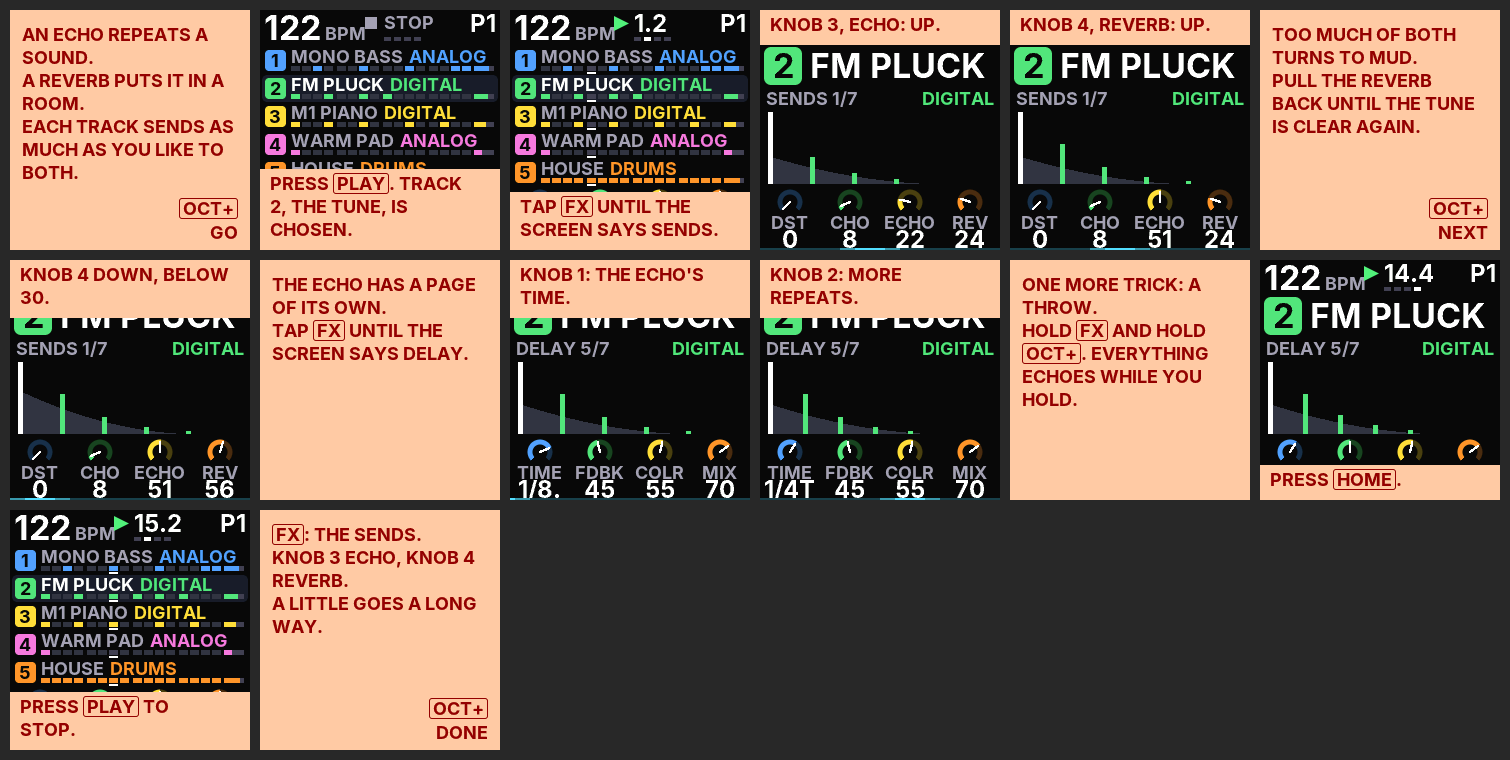 AN ECHO REPEATS A
SOUND.
A REVERB PUTS IT IN A
ROOM.
EACH TRACK SENDS AS
MUCH AS YOU LIKE TO
BOTH.
OCT+
GO
122 BPM STOP P1
1 MONO BASS ANALOG
2 FM PLUCK DIGITAL
3 M1 PIANO DIGITAL
4 WARM PAD ANALOG
5 HOUSE DRUMS
PRESS PLAY. TRACK
2, THE TUNE, IS
CHOSEN.
122 BPM 1.2 P1
1 MONO BASS ANALOG
2 FM PLUCK DIGITAL
3 M1 PIANO DIGITAL
4 WARM PAD ANALOG
5 HOUSE DRUMS
TAP FX UNTIL THE
SCREEN SAYS SENDS.
KNOB 3, ECHO: UP.
2 FM PLUCK
SENDS 1/7 DIGITAL
DST CHO ECHO REV
0 8 22 24
KNOB 4, REVERB: UP.
2 FM PLUCK
SENDS 1/7 DIGITAL
DST CHO ECHO REV
0 8 51 24
TOO MUCH OF BOTH
TURNS TO MUD.
PULL THE REVERB
BACK UNTIL THE TUNE
IS CLEAR AGAIN.
OCT+
NEXT
KNOB 4 DOWN, BELOW
30.
2 FM PLUCK
SENDS 1/7 DIGITAL
DST CHO ECHO REV
0 8 51 56
THE ECHO HAS A PAGE
OF ITS OWN.
TAP FX UNTIL THE
SCREEN SAYS DELAY.
KNOB 1: THE ECHO'S
TIME.
2 FM PLUCK
DELAY 5/7 DIGITAL
TIME FDBK COLR MIX
1/8. 45 55 70
KNOB 2: MORE
REPEATS.
2 FM PLUCK
DELAY 5/7 DIGITAL
TIME FDBK COLR MIX
1/4T 45 55 70
ONE MORE TRICK: A
THROW.
HOLD FX AND HOLD
OCT+. EVERYTHING
ECHOES WHILE YOU
HOLD.
122 BPM 14.4 P1
2 FM PLUCK
DELAY 5/7 DIGITAL
PRESS HOME.
122 BPM 15.2 P1
1 MONO BASS ANALOG
2 FM PLUCK DIGITAL
3 M1 PIANO DIGITAL
4 WARM PAD ANALOG
5 HOUSE DRUMS
PRESS PLAY TO
STOP.
FX: THE SENDS.
KNOB 3 ECHO, KNOB 4
REVERB.
A LITTLE GOES A LONG
WAY.
OCT+
DONE